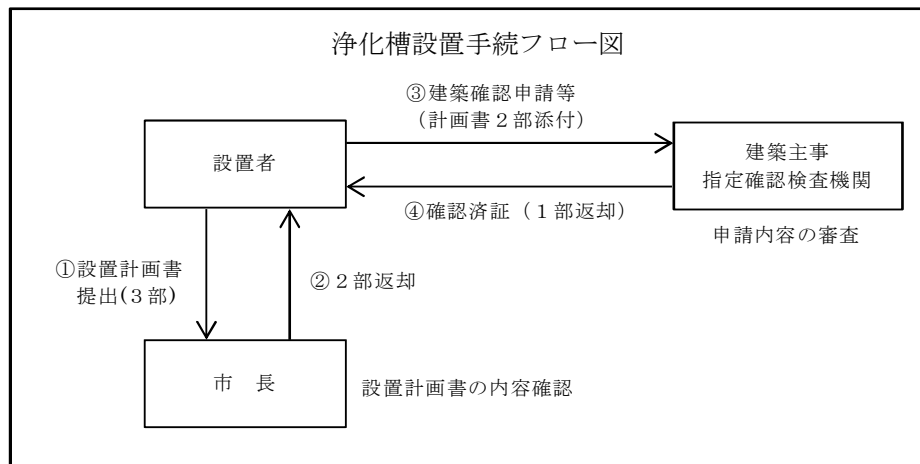 浄化槽設置手続フロー図
③建築確認申請等
（計画書２部添付）
設置者
建築主事
指定確認検査機関
④確認済証（１部返却）
申請内容の審査
①設置計画書
提出(３部)
②２部返却
市　長
設置計画書の内容確認